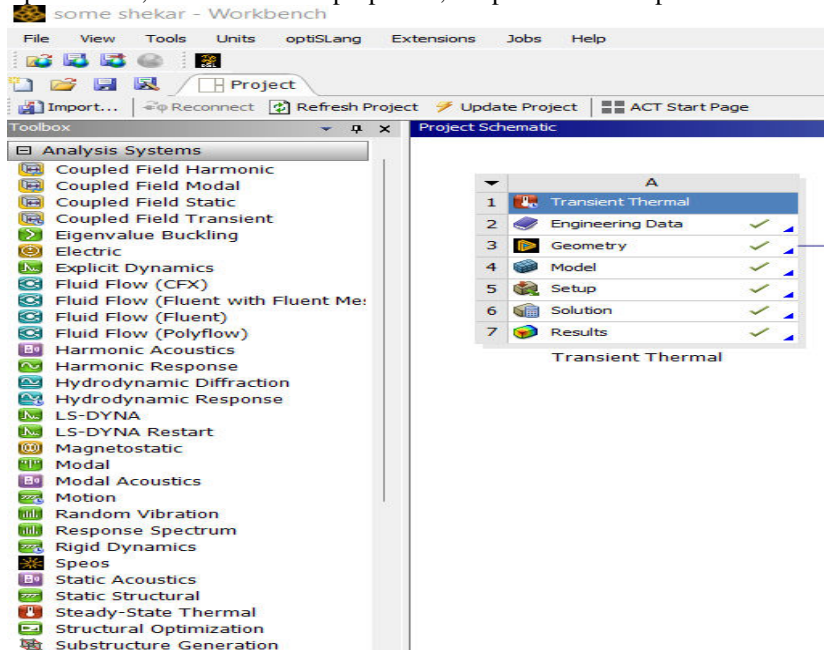 some shekar - Workbench
File View Tools Units optiSLang Extensions Jobs Help
Project
Import... Reconnect Refresh Project Update Project ACT Start Page
Toolbox
Project Schematic
Analysis Systems
Coupled Field Harmonic
Coupled Field Modal
Coupled Field Static
Coupled Field Transient
Eigenvalue Buckling
Electric
Explicit Dynamics
Fluid Flow (CFX)
Fluid Flow (Fluent with Fluent Me:
Fluid Flow (Fluent)
Fluid Flow (Polyflow)
Harmonic Acoustics
Harmonic Response
Hydrodynamic Diffraction
Hydrodynamic Response
LS-DYNA
LS-DYNA Restart
Magnetostatic
Modal
Modal Acoustics
Motion
Random Vibration
Response Spectrum
Rigid Dynamics
Speos
Static Acoustics
Static Structural
Steady-State Thermal
Structural Optimization
Substructure Generation
A
1 Transient Thermal
2 Engineering Data
3 Geometry
4 Model
5 Setup
6 Solution
7 Results
Transient Thermal